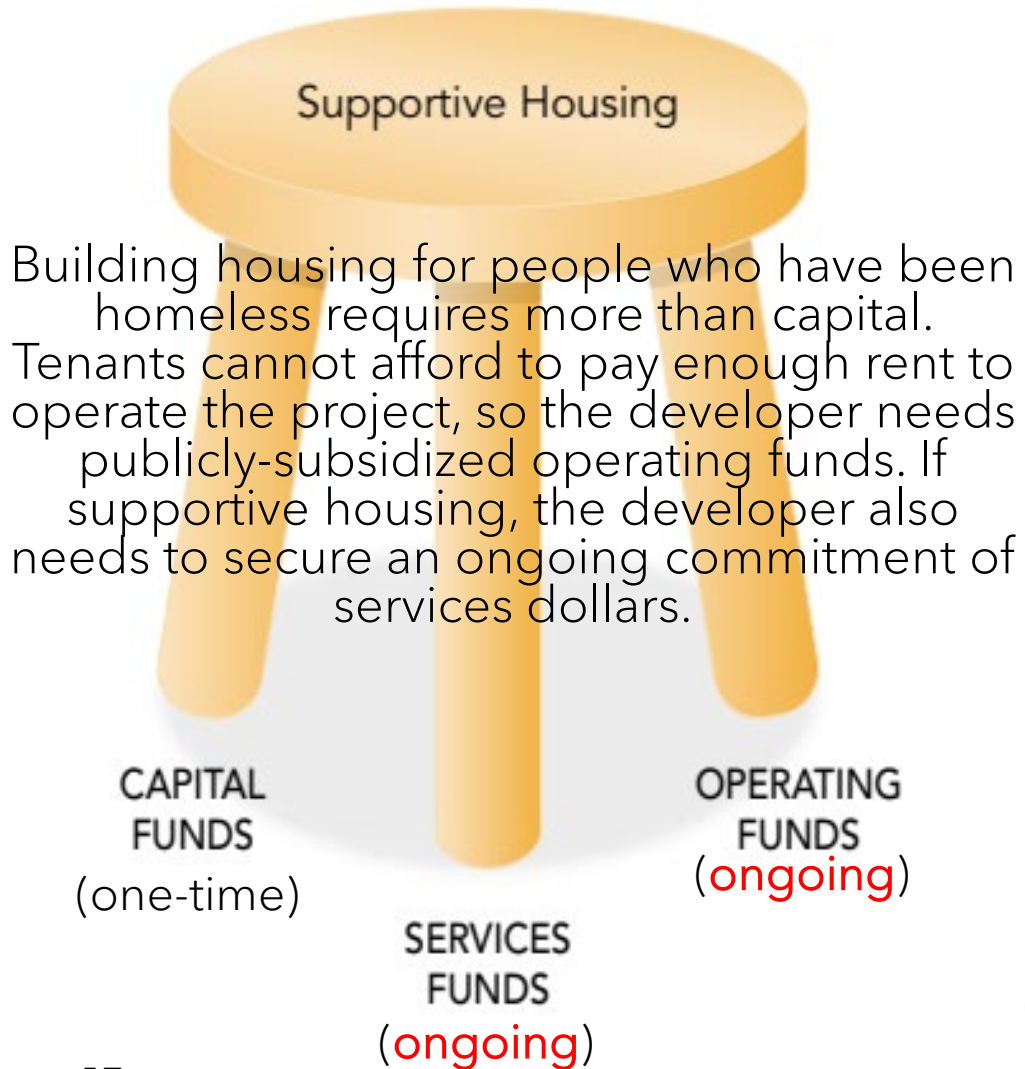 Supportive Housing
Building housing for people who have been
homeless requires more than capital.
Tenants cannot afford to pay enough rent to
operate the project, so the developer needs
publicly-subsidized operating funds. If
supportive housing, the developer also
needs to secure an ongoing commitment of
services dollars.
CAPITAL
FUNDS
(one-time)
OPERATING
FUNDS
(ongoing)
SERVICES
FUNDS
(ongoing)